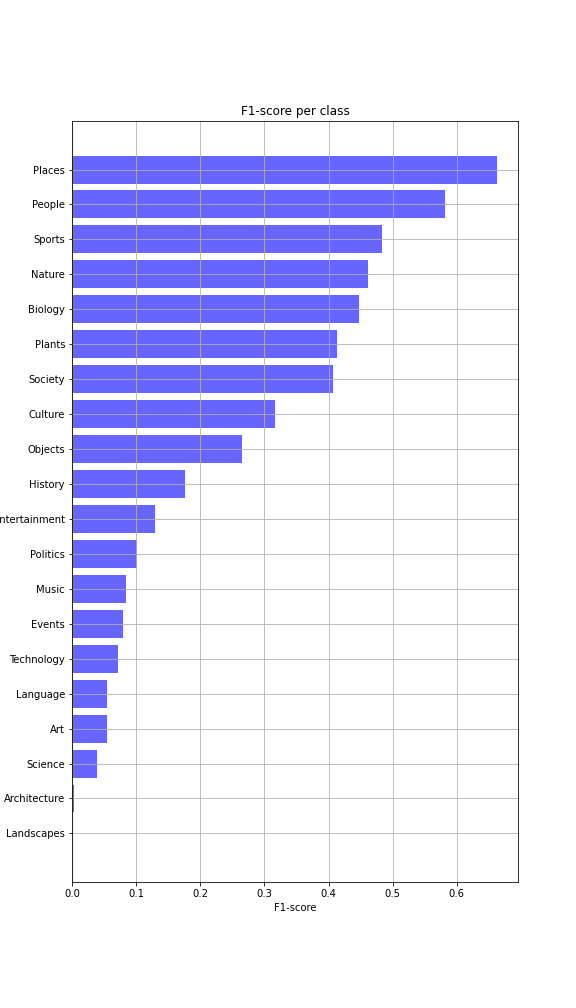 F1-score per class
Places
People
Sports
Nature
Biology
Plants
Society
Culture
Objects
History
ntertainment
Politics
Music
Events
Technology
Language
Art
Science
Architecture
Landscapes
0.0 0.1 0.2 0.3 0.4 0.5 0.6
F1-score